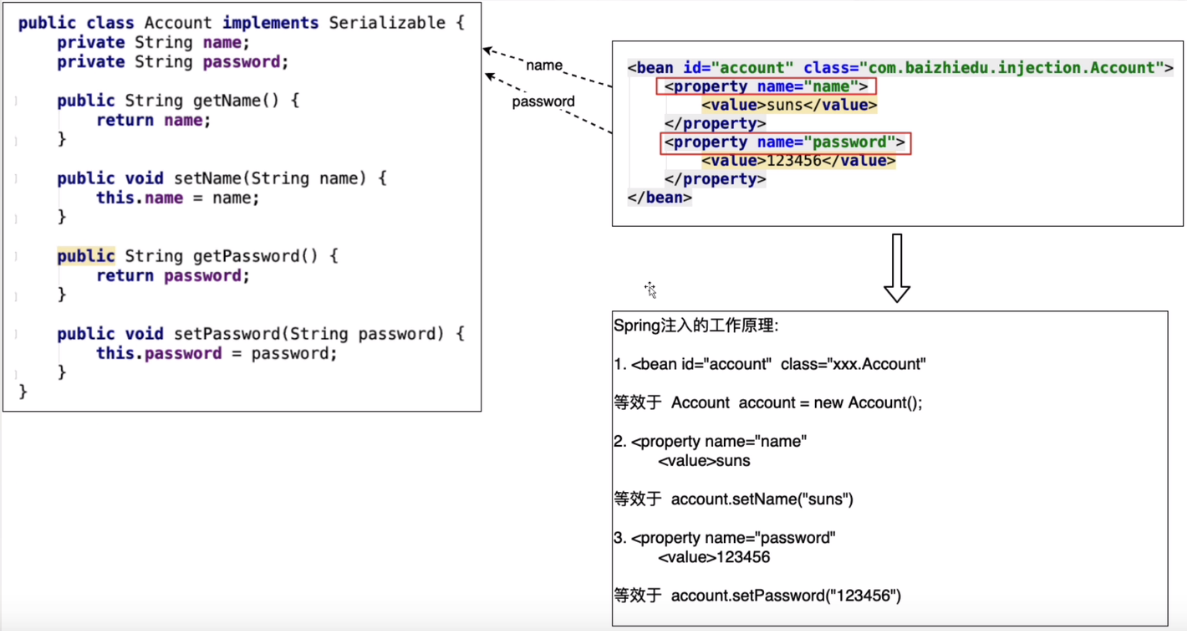 public class Account implements Serializable {
    private String name;
    private String password;
    public String getName() {
        return name;
    }
    public void setName(String name) {
        this.name = name;
    }
    public String getPassword() {
        return password;
    }
    public void setPassword(String password) {
        this.password = password;
    }
}
name
password
<bean id="account" class="com.baizhiedu.injection.Account">
    <property name="name">
        <value>suns</value>
    </property>
    <property name="password">
        <value>123456</value>
    </property>
</bean>
Spring注入的工作原理:
1. <bean id="account" class="xxx.Account"
等效于 Account account = new Account();
2. <property name="name"
<value>suns
等效于 account.setName("suns")
3. <property name="password"
<value>123456
等效于 account.setPassword("123456")